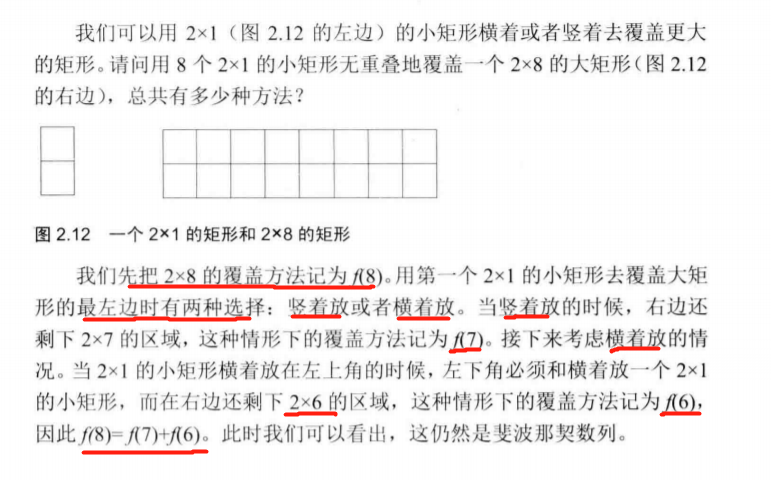 我们可以用 2×1（图 2.12 的左边）的小矩形横着或者竖着去覆盖更大
的矩形。请问用 8 个 2×1 的小矩形无重叠地覆盖一个 2×8 的大矩形（图 2.12
的右边），总共有多少种方法？
图 2.12 一个 2×1 的矩形和 2×8 的矩形
我们先把 2×8 的覆盖方法记为 f(8)。用第一个 2×1 的小矩形去覆盖大矩
形的最左边时有两种选择：竖着放或者横着放。当竖着放的时候，右边还
剩下 2×7 的区域，这种情形下的覆盖方法记为 f(7)。接下来考虑横着放的情
况。当 2×1 的小矩形横着放在左上角的时候，左下角必须和横着放一个 2×1
的小矩形，而在右边还剩下 2×6 的区域，这种情形下的覆盖方法记为 f(6)，
因此 f(8)= f(7)+f(6)。此时我们可以看出，这仍然是斐波那契数列。